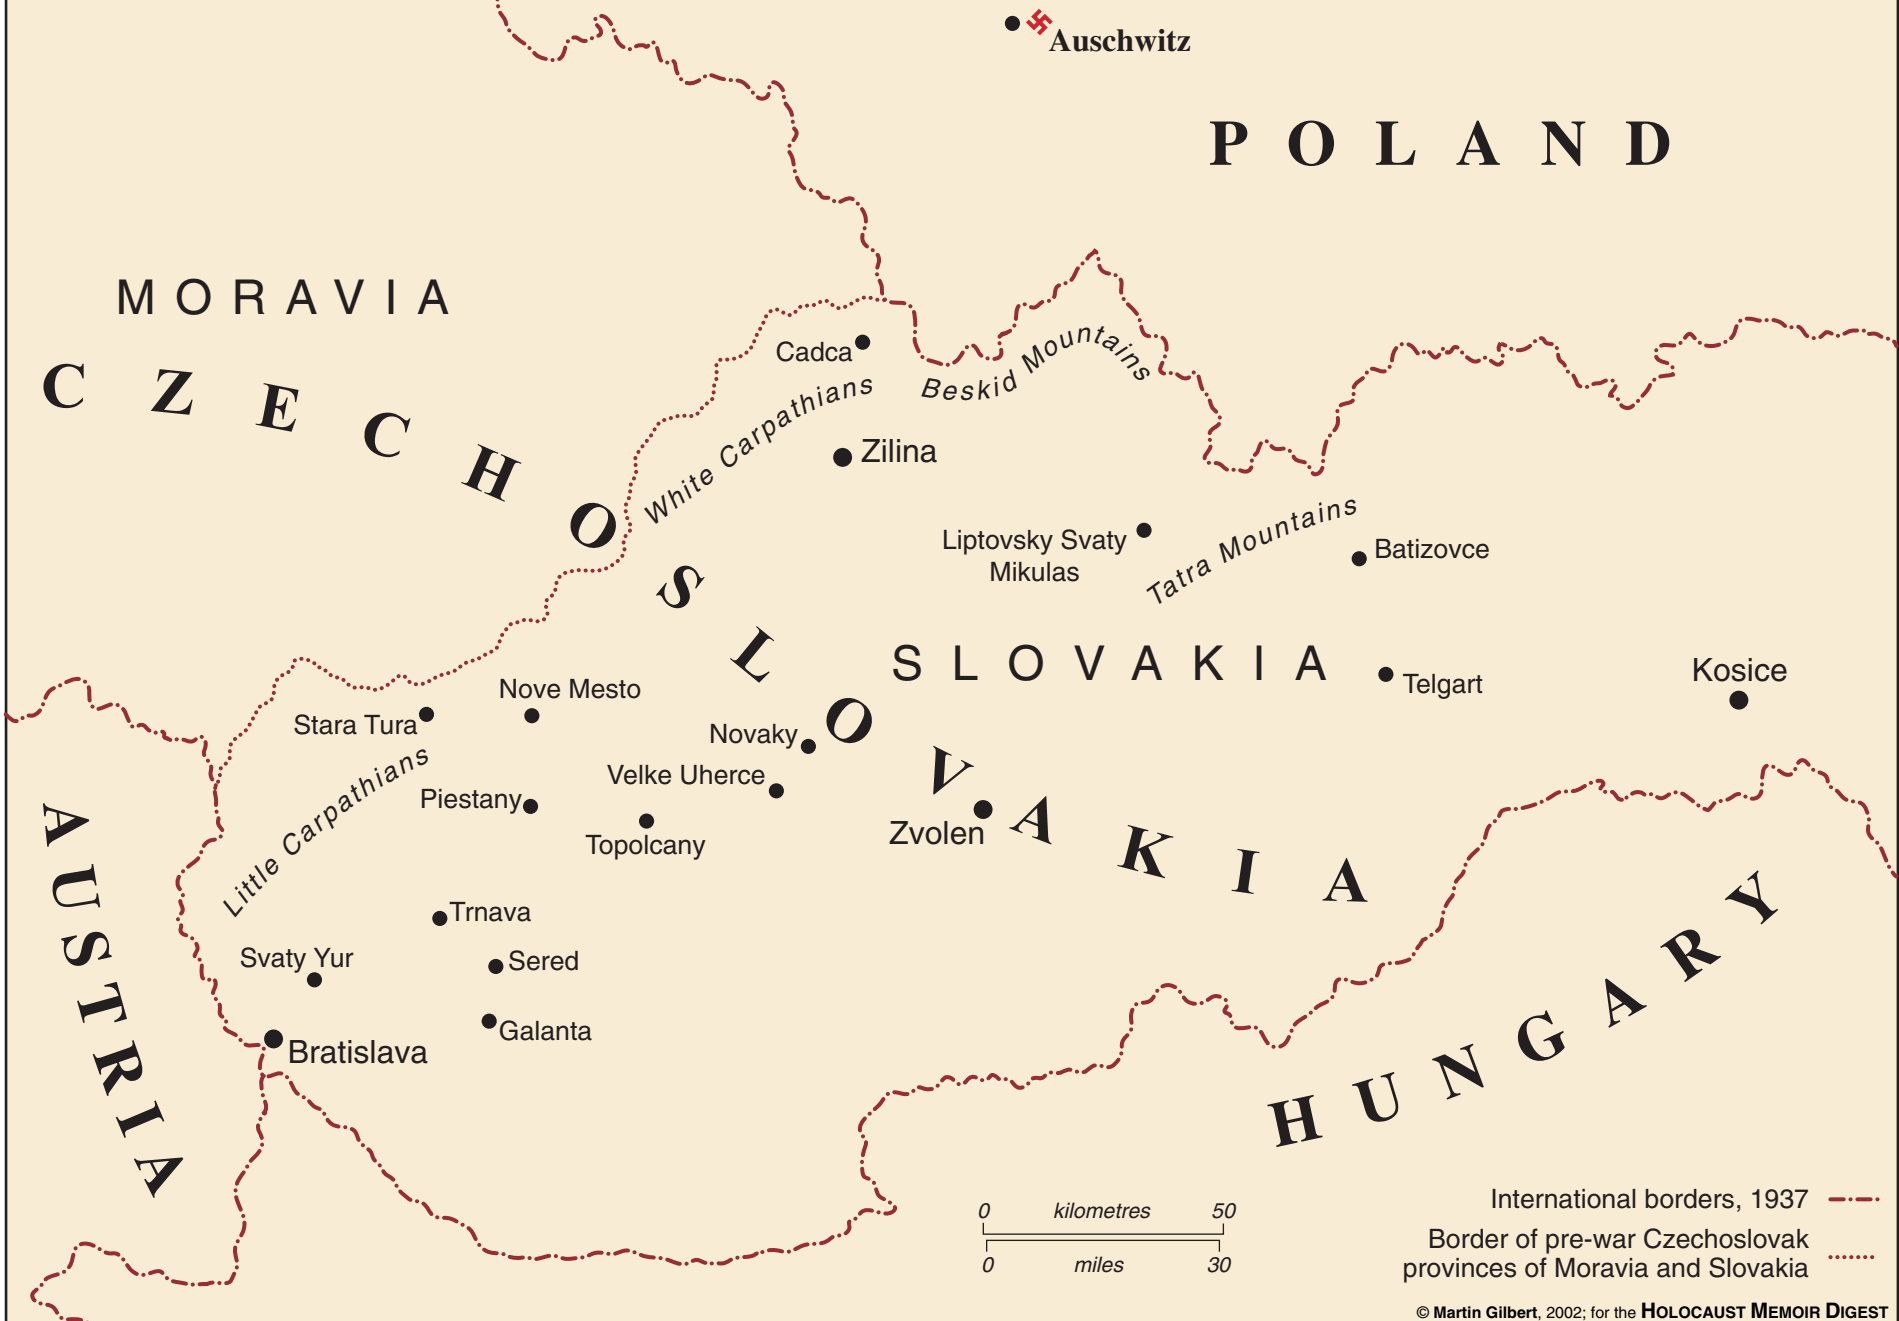 Auschwitz
POLAND
MORAVIA
CZECHOSLOVAKIA
Cadca
Beskid Mountains
White Carpathians
Zilina
Liptovsky Svaty
Mikulas
Tatra Mountains
Batizovce
SLOVAKIA
Telgart
Kosice
Nove Mesto
Stara Tura
Novaky
Velke Uherce
Little Carpathians
Piestany
Topolcany
Zvolen
AUSTRIA
Trnava
Svaty Yur
Sered
Galanta
Bratislava
HUNGARY
0 kilometres 50
0 miles 30
International borders, 1937
Border of pre-war Czechoslovak
provinces of Moravia and Slovakia
© Martin Gilbert, 2002; for the HOLOCAUST MEMOIR DIGEST